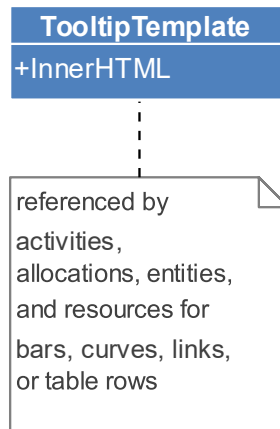 TooltipTemplate
+InnerHTML
referenced by
activities,
allocations, entities,
and resources for
bars, curves, links,
or table rows